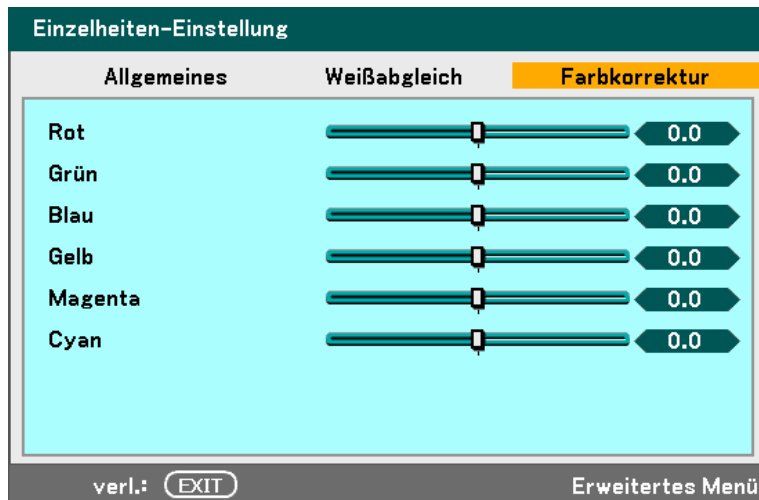 Einzelheiten-Einstellung
Allgemeines Weißabgleich Farbkorrektur
Rot 0.0
Grün 0.0
Blau 0.0
Gelb 0.0
Magenta 0.0
Cyan 0.0
verl.: EXIT Erweitertes Menü